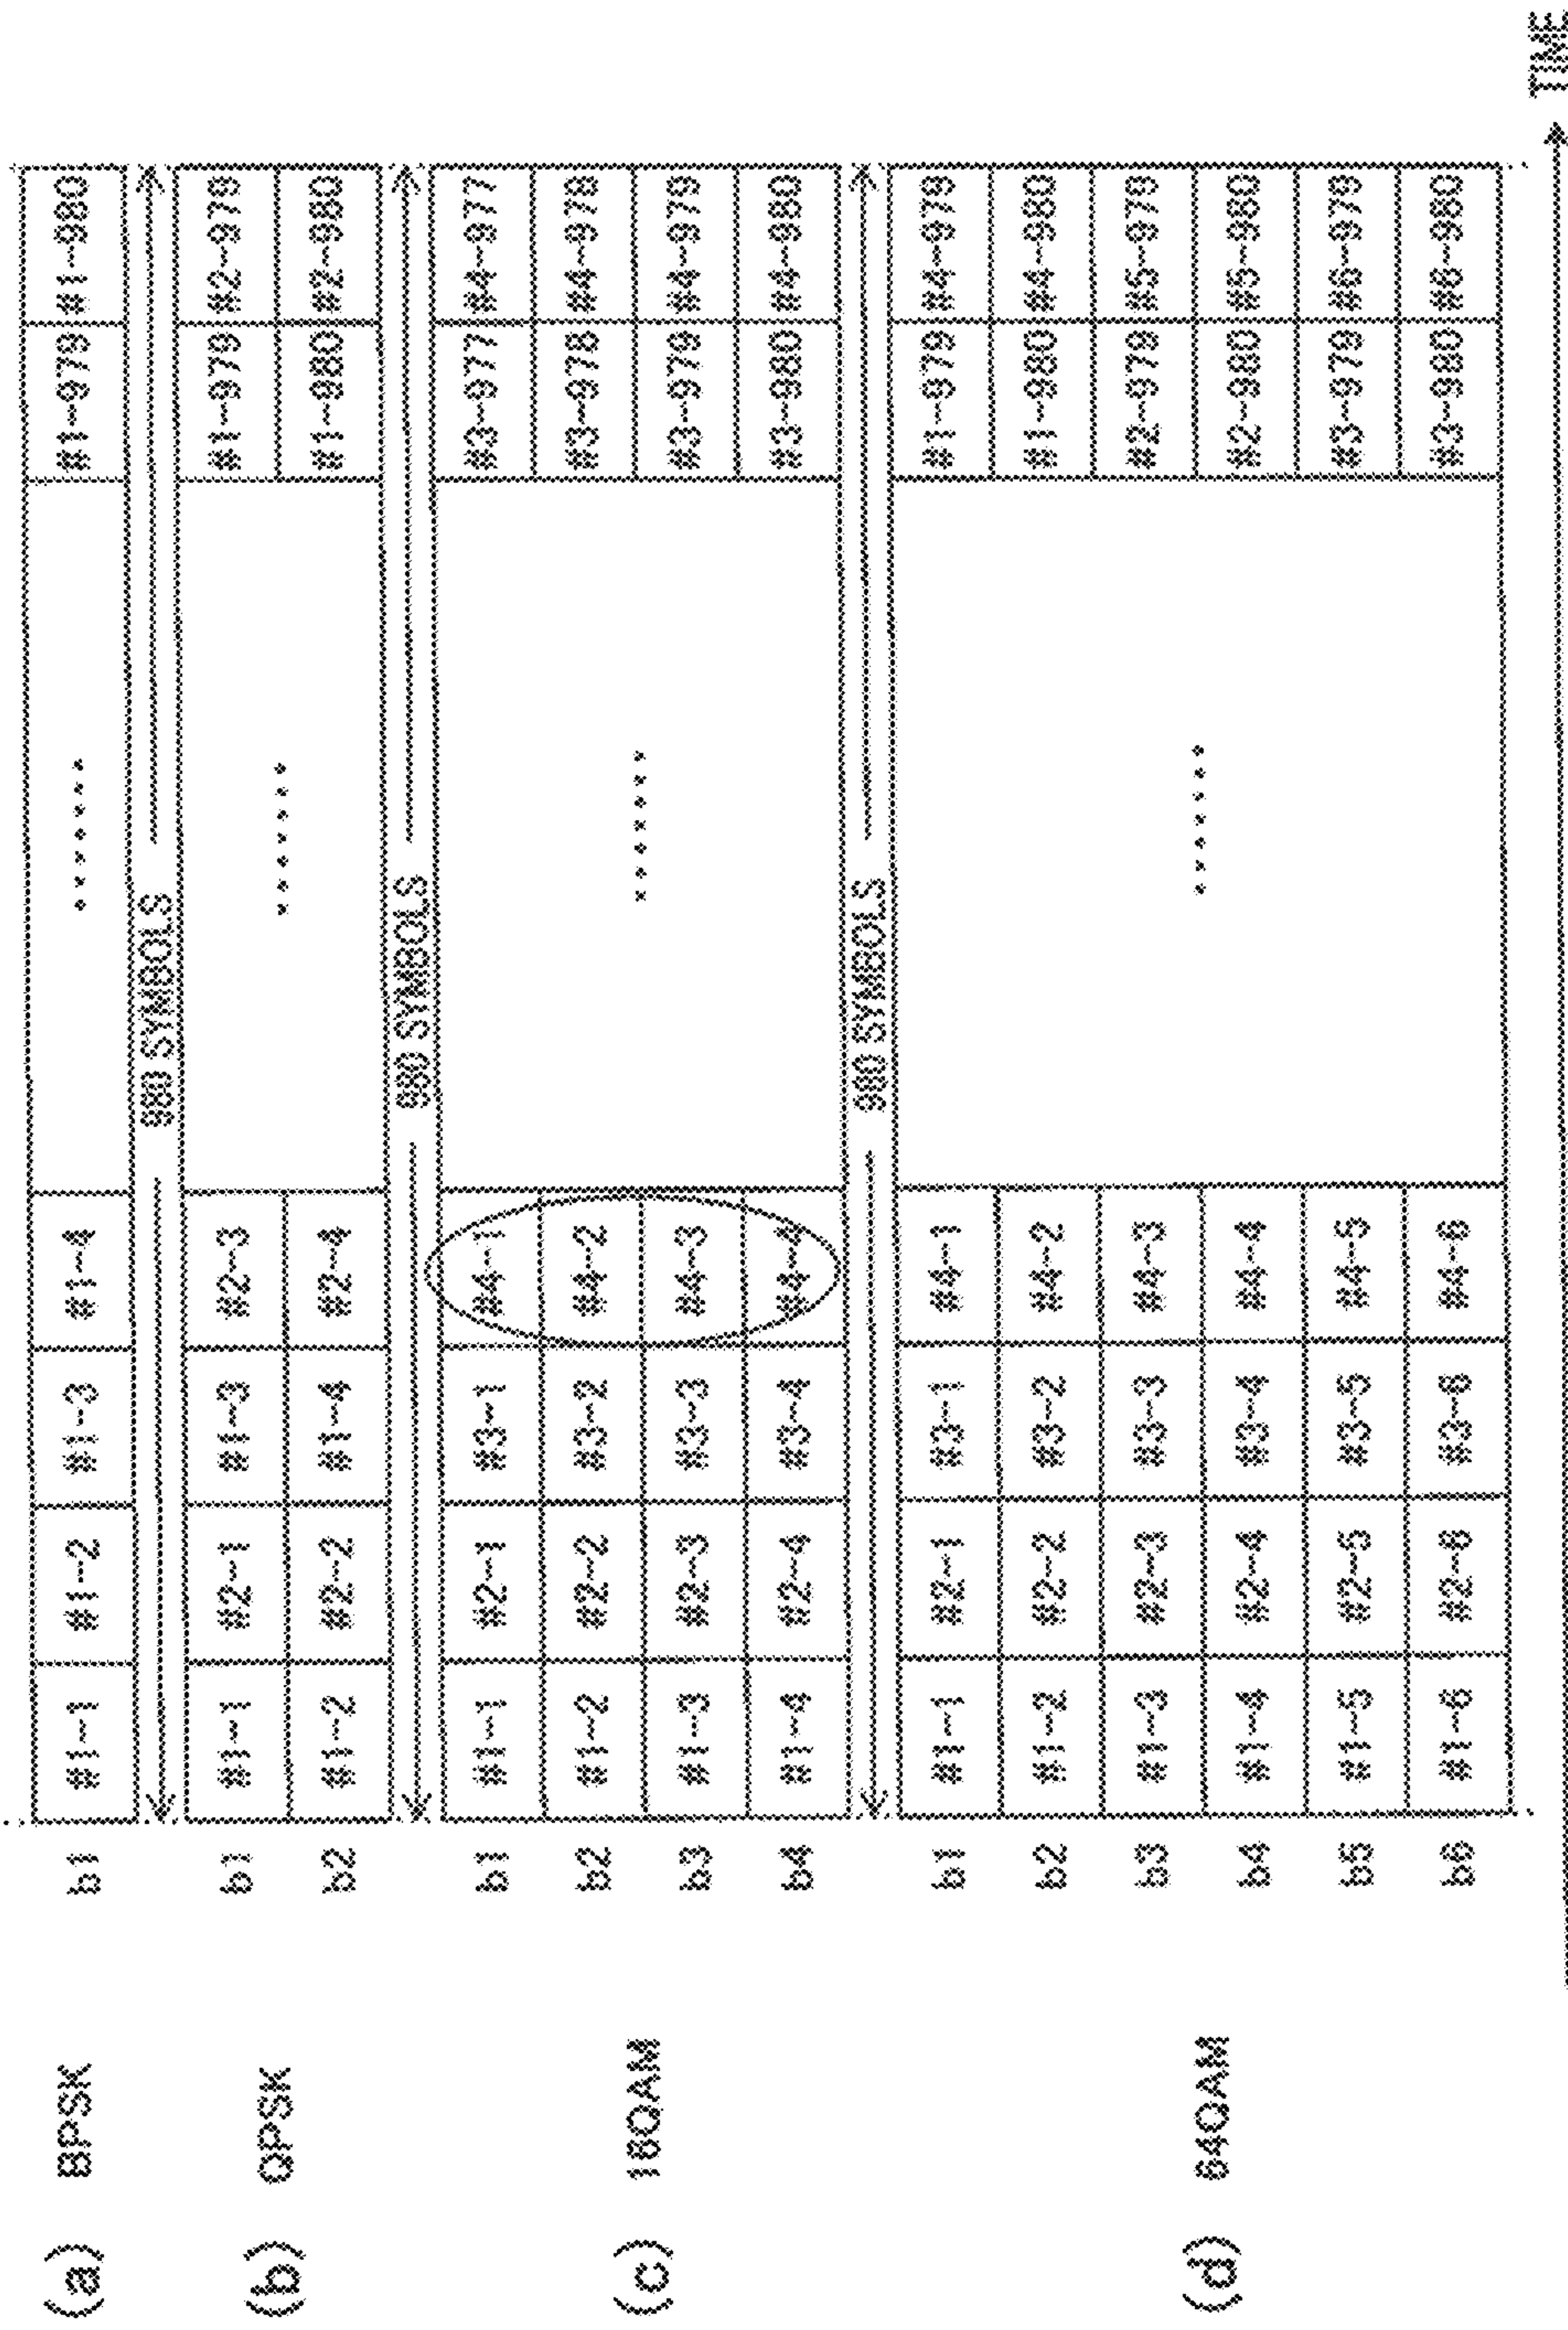 (a) BPSK
b1 #1-1 #1-2 #1-3 #1-4 ······· #1-979 #1-980
980 SYMBOLS
(b) QPSK
b1 #1-1 #2-1 #1-3 #2-3 #1-979 #2-979
b2 #1-2 #2-2 #1-4 #2-4 #1-980 #2-980
·······
980 SYMBOLS
(c) 16QAM
b1 #1-1 #2-1 #3-1 #4-1 #3-977 #4-977
b2 #1-2 #2-2 #3-2 #4-2 #3-978 #4-978
b3 #1-3 #2-3 #3-3 #4-3 ······· #3-979 #4-979
b4 #1-4 #2-4 #3-4 #4-4 #3-980 #4-980
980 SYMBOLS
(d) 64QAM
b1 #1-1 #2-1 #3-1 #4-1 #1-979 #4-979
b2 #1-2 #2-2 #3-2 #4-2 #1-980 #4-980
b3 #1-3 #2-3 #3-3 #4-3 #2-979 #5-979
·······
b4 #1-4 #2-4 #3-4 #4-4 #2-980 #5-980
b5 #1-5 #2-5 #3-5 #4-5 #3-979 #6-979
b6 #1-6 #2-6 #3-6 #4-6 #3-980 #6-980
TIME